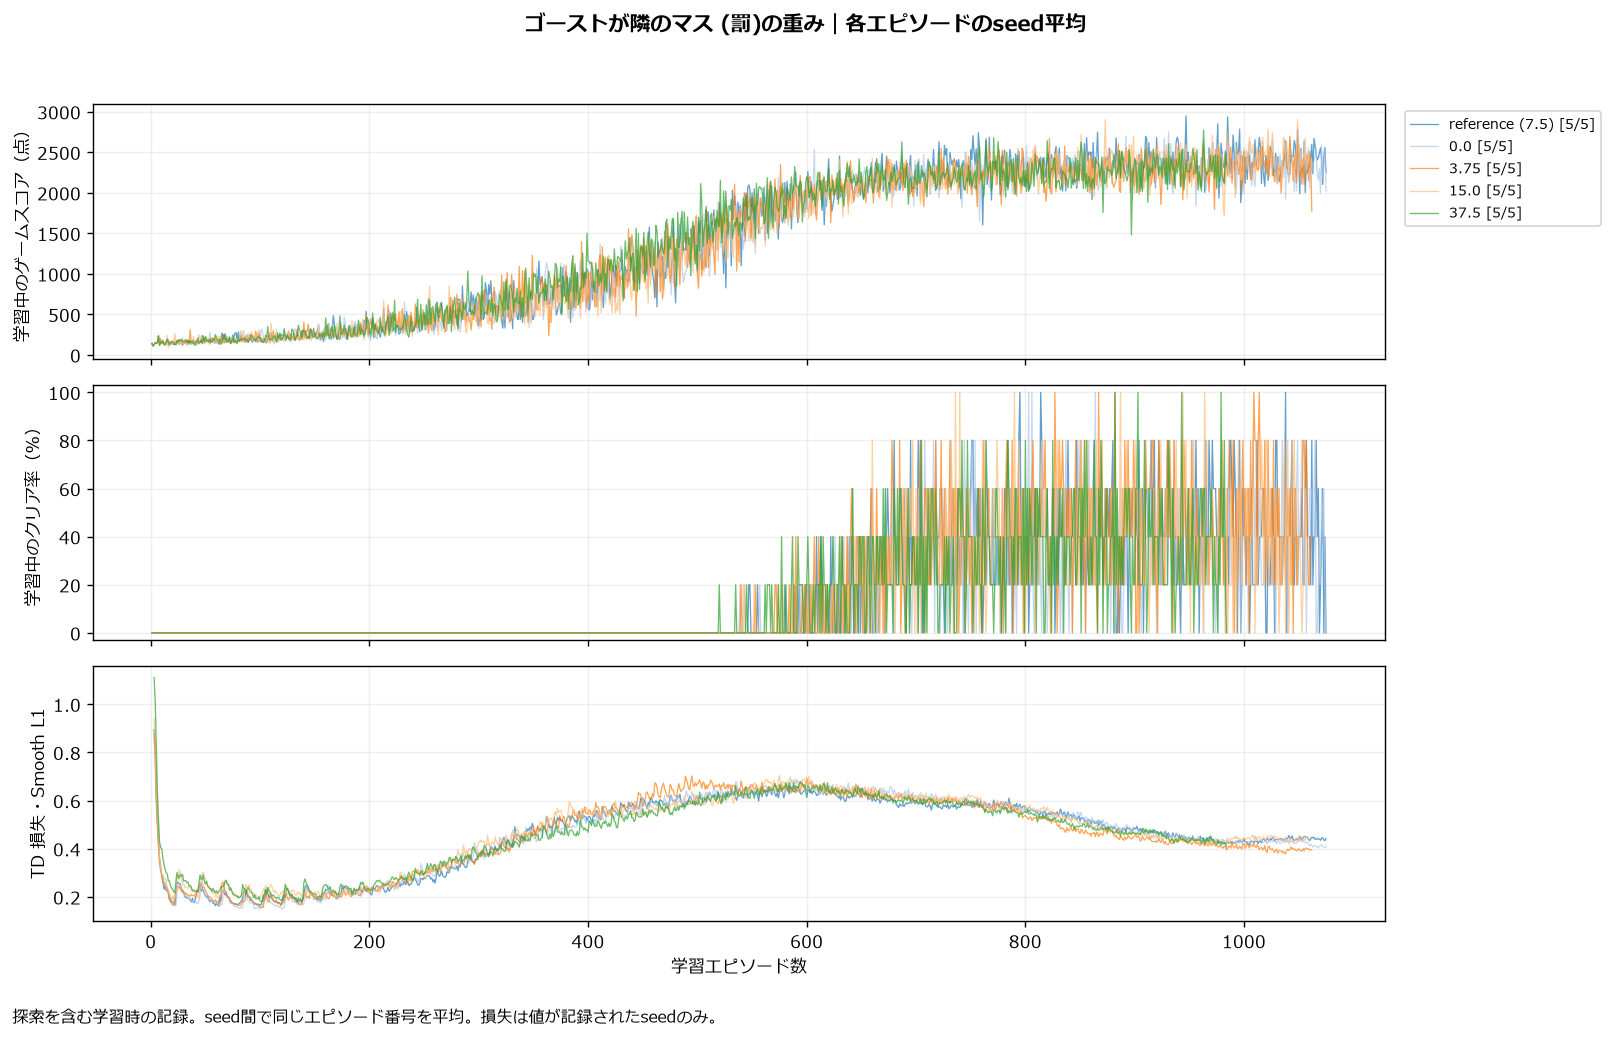 ゴーストが隣のマス (罰)の重み｜各エピソードのseed平均
学習中のゲームスコア（点）
3000
2500
2000
1500
1000
500
0
reference (7.5) [5/5]
0.0 [5/5]
3.75 [5/5]
15.0 [5/5]
37.5 [5/5]
学習中のクリア率（%）
100
80
60
40
20
0
TD 損失・Smooth L1
1.0
0.8
0.6
0.4
0.2
0 200 400 600 800 1000
学習エピソード数
探索を含む学習時の記録。seed間で同じエピソード番号を平均。損失は値が記録されたseedのみ。